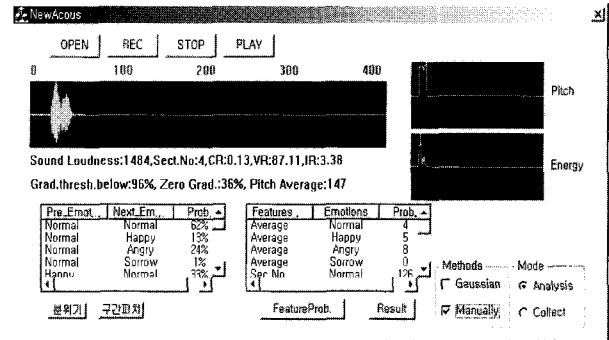 NewAcous
OPEN REC STOP PLAY
0 100 200 300 400
Pitch
Energy
Sound Loudness:1484,Sect.No:4,CR:0.13,VR:87.11,IR:3.38
Grad.thresh.below:96%, Zero Grad.:36%, Pitch Average:147
Pre_Emot... Next_Em... Prob.
Normal Normal 62%
Normal Happy 13%
Normal Angry 24%
Normal Sorrow 1%
Happy Normal 33%
Features . Emotions Prob.
Average Normal 4
Average Happy 5
Average Angry 8
Average Sorrow 0
Sec No Normal 126
Methods
Gaussian
Manually
Mode
Analysis
Collect
분위기 구간피치 FeatureProb. Result